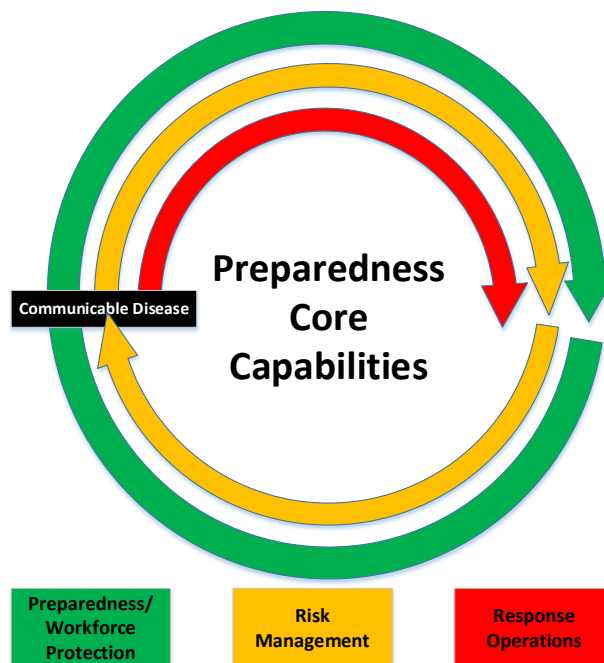 Preparedness
Core
Capabilities
Communicable Disease
Preparedness/
Workforce
Protection
Risk
Management
Response
Operations